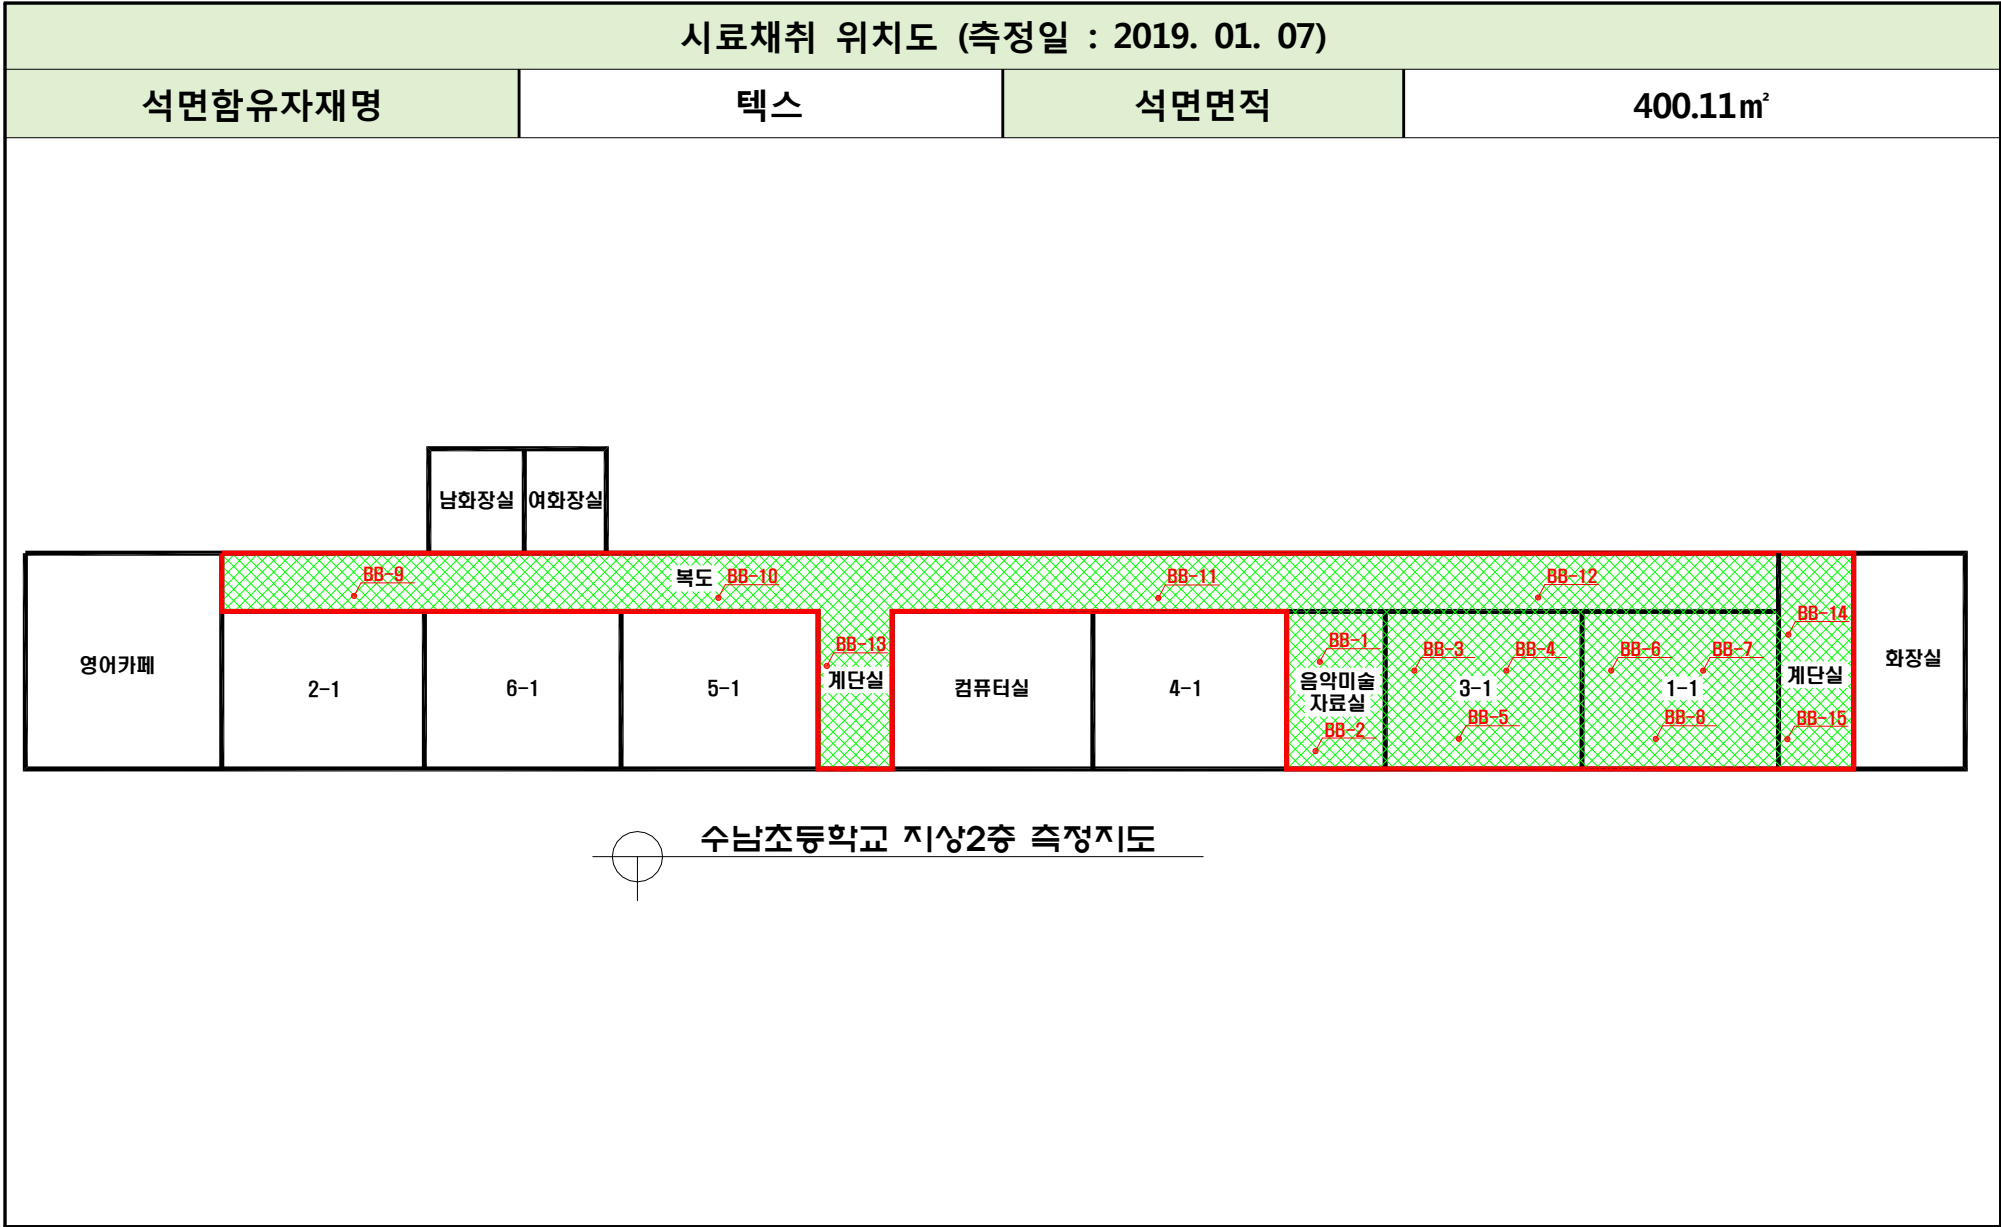 시료채취 위치도 (측정일 : 2019. 01. 07)
석면함유자재명 텍스 석면면적 400.11㎡
남화장실 여화장실
BB-9 복도 BB-10 BB-11 BB-12
BB-14
BB-13 BB-1 BB-3 BB-4 BB-6 BB-7
영어카페 화장실
2-1 6-1 5-1 계단실 컴퓨터실 4-1 음악미술 3-1 1-1 계단실
자료실
BB-2 BB-5 BB-8 BB-15
수남초등학교 지상2층 측정지도